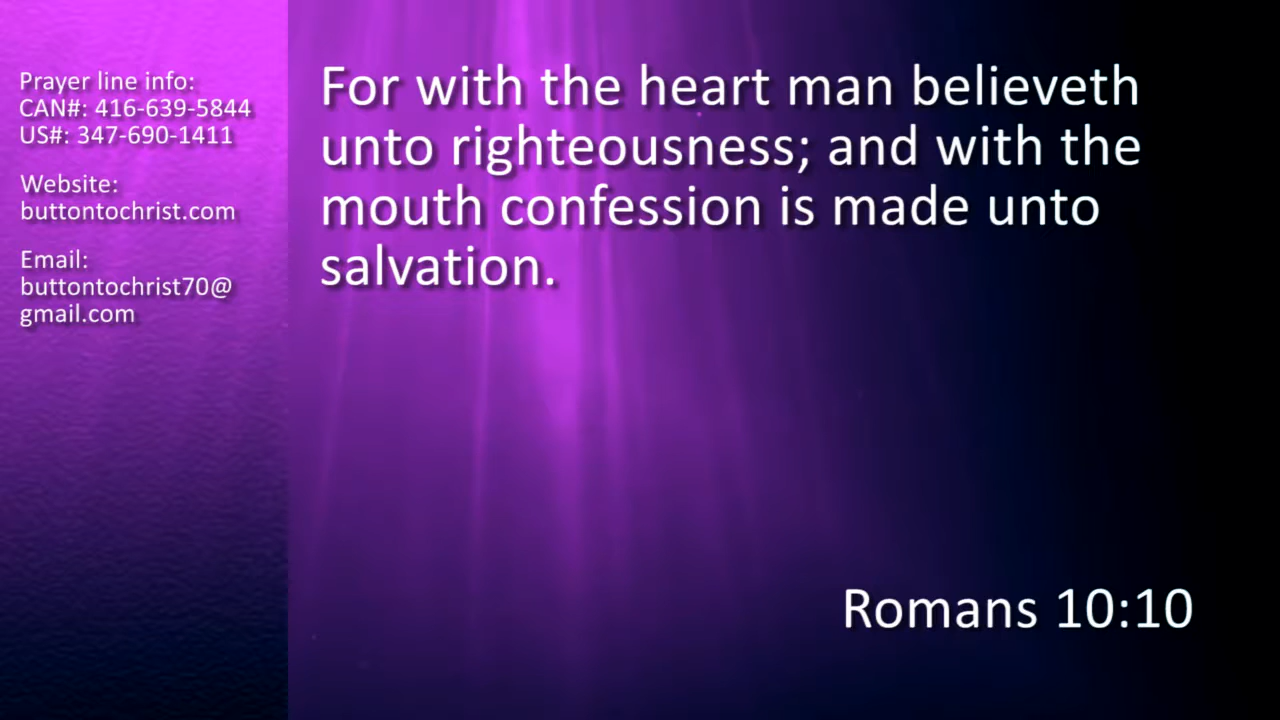 Prayer line info:
CAN#: 416-639-5844
US#: 347-690-1411
Website:
buttontochrist.com
Email:
buttontochrist70@
gmail.com
For with the heart man believeth
unto righteousness; and with the
mouth confession is made unto
salvation.
Romans 10:10